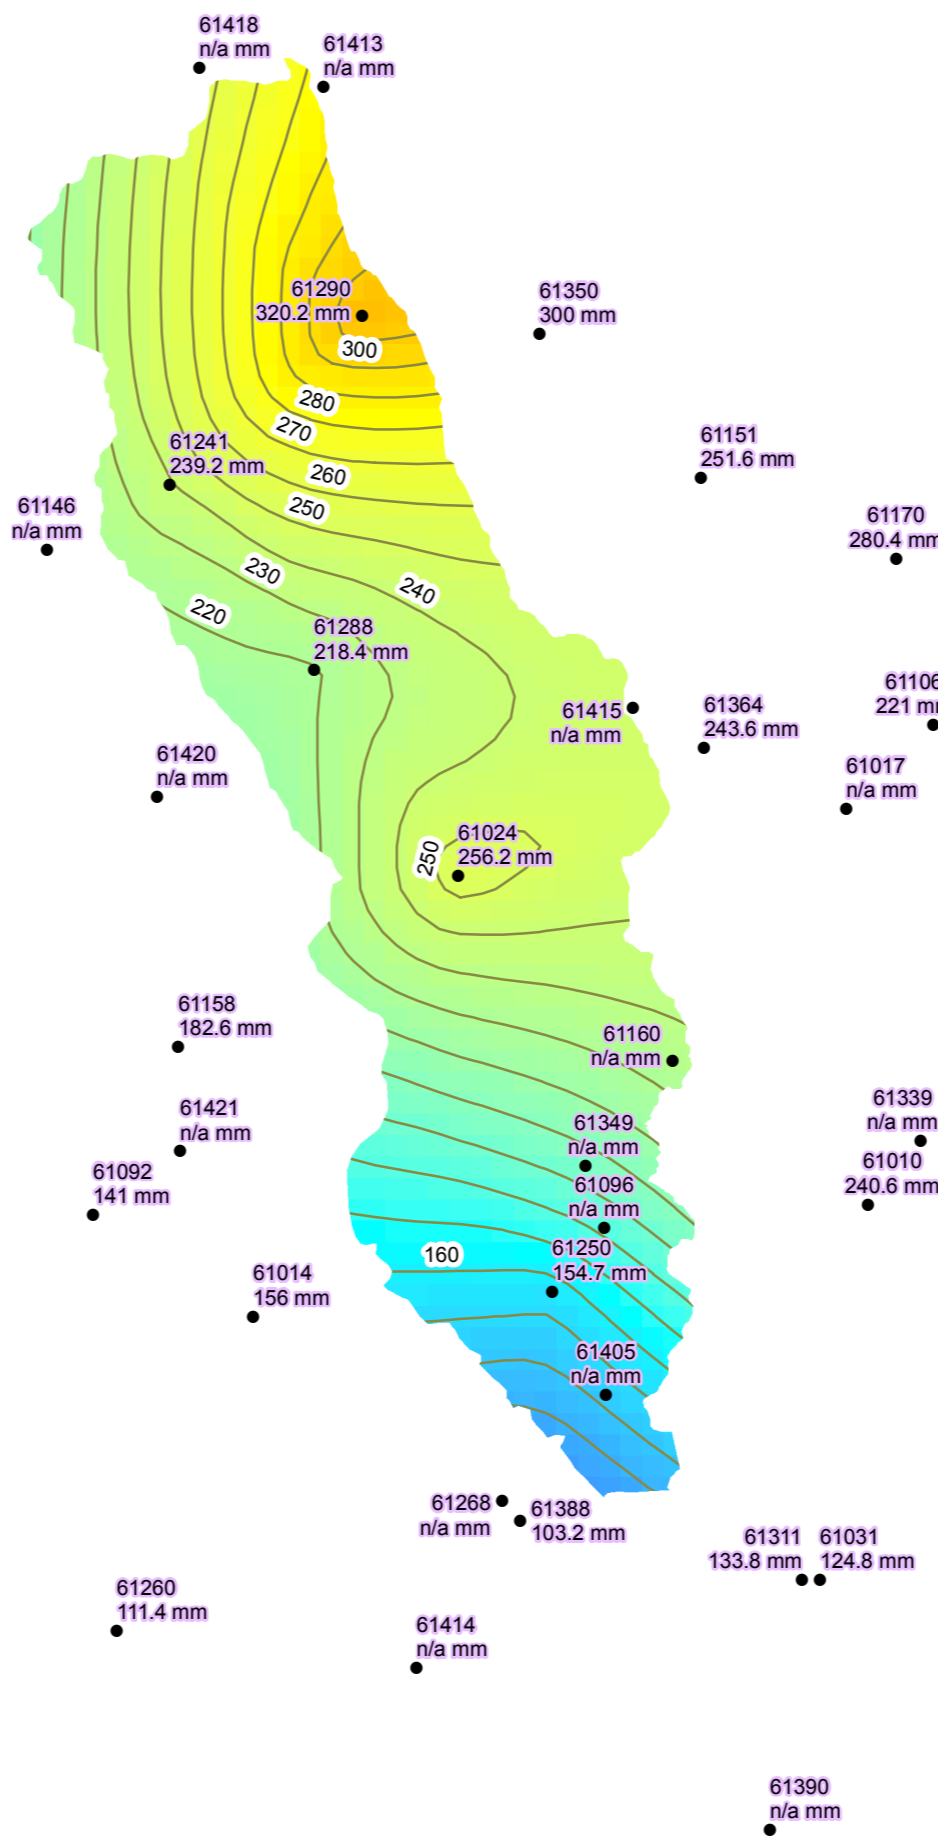 61418
n/a mm
61413
n/a mm
61290
320.2 mm
61350
300 mm
300
280
270
61151
251.6 mm
61241
239.2 mm
260
250
61146
n/a mm
61170
280.4 mm
230
240
220
61288
218.4 mm
61106
221 mm
61415
n/a mm
61364
243.6 mm
61420
n/a mm
61017
n/a mm
61024
256.2 mm
250
61158
182.6 mm
61160
n/a mm
61421
n/a mm
61349
n/a mm
61339
n/a mm
61092
141 mm
61010
240.6 mm
61096
n/a mm
160
61250
154.7 mm
61014
156 mm
61405
n/a mm
61268
n/a mm
61388
103.2 mm
61311
133.8 mm
61031
124.8 mm
61260
111.4 mm
61414
n/a mm
61390
n/a mm